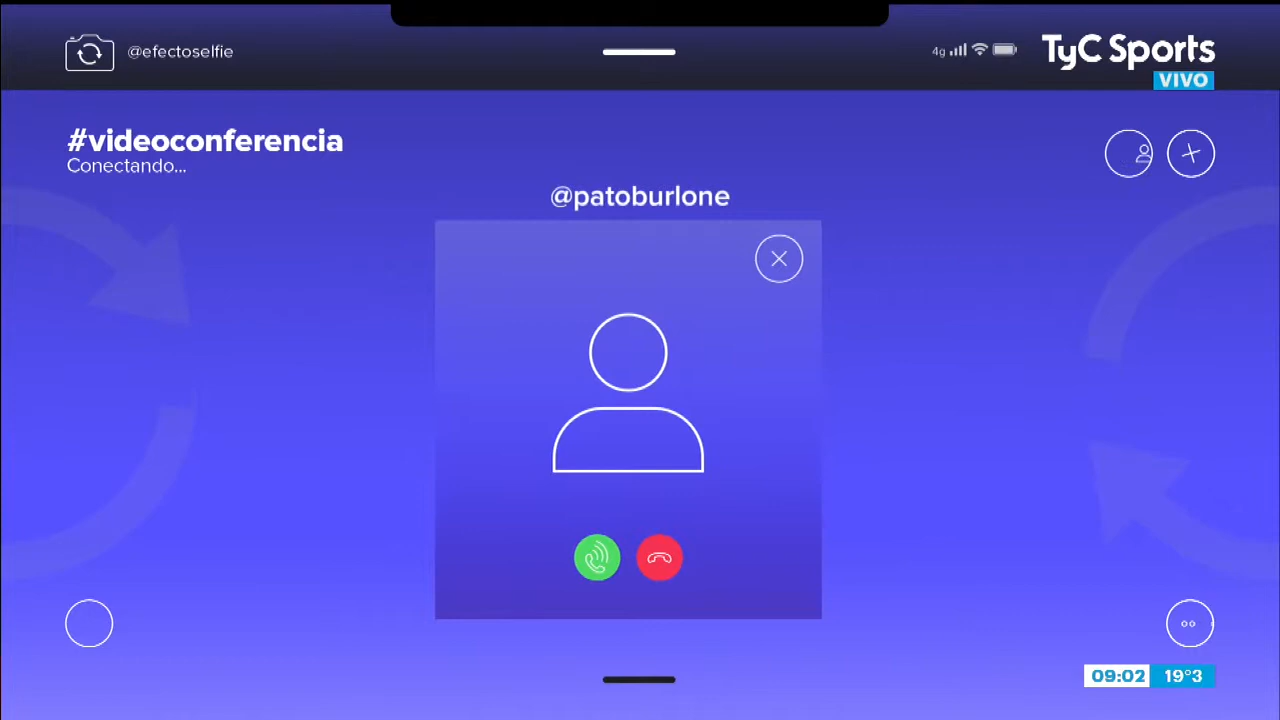 @efectoselfie
4g
TyC Sports
VIVO
#videoconferencia
Conectando...
@patoburlone
09:02 19°3